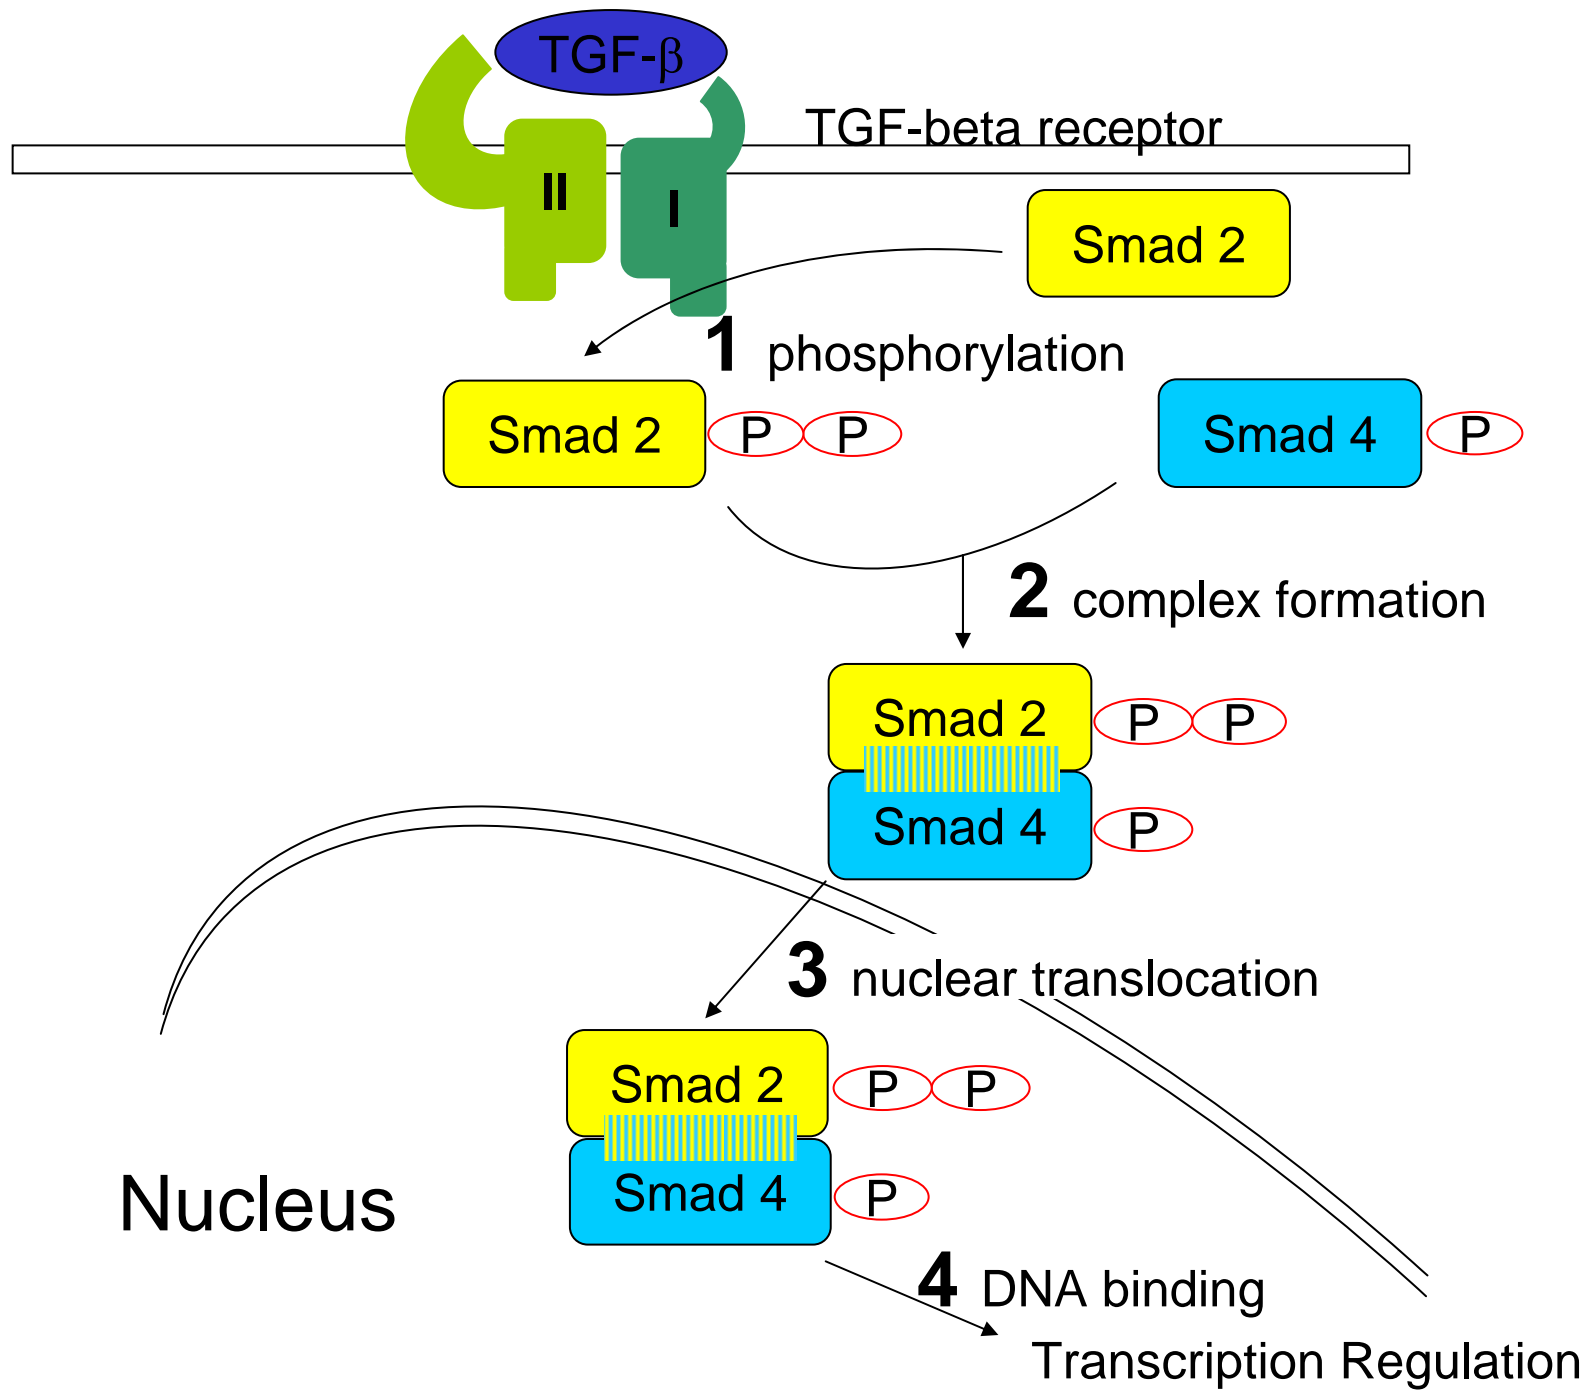 TGF-β
TGF-beta receptor
II
I
Smad 2
1 phosphorylation
Smad 2 P P
Smad 4 P
2 complex formation
Smad 2 P P
Smad 4 P
3 nuclear translocation
Smad 2 P P
Smad 4 P
Nucleus
4 DNA binding
Transcription Regulation